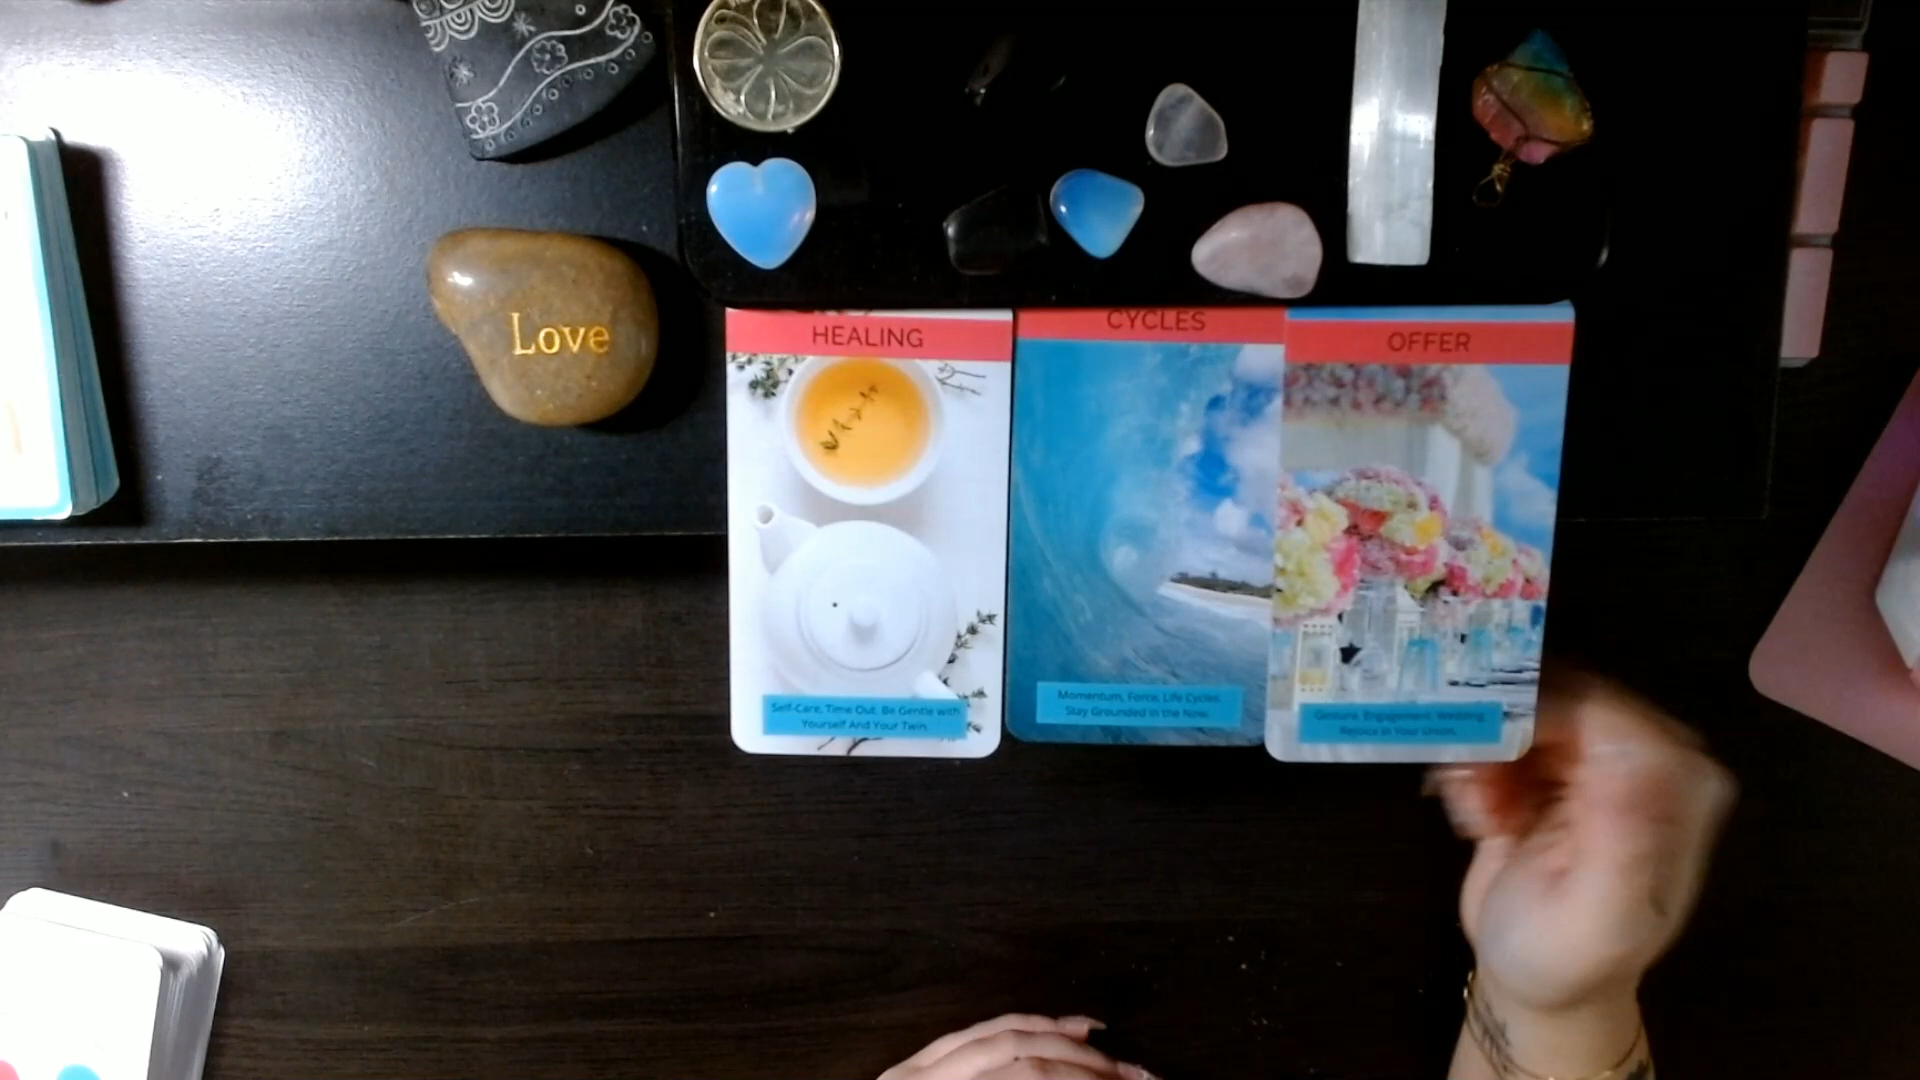 Love
HEALING
Self-Care, Time Out. Be Gentle with
Yourself And Your Twin.
CYCLES
Momentum, Force, Life Cycles.
Stay Grounded in the Now.
OFFER
Gesture, Engagement, Wedding.
Rejoice in Your Union.